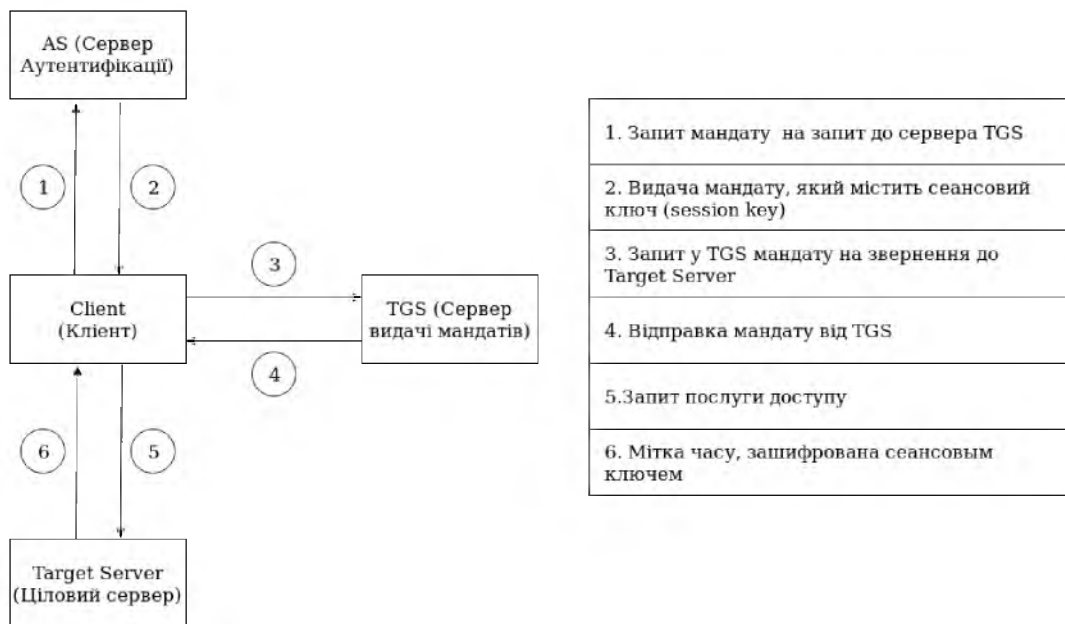 AS (Сервер
Аутентифікації)
1
2
Client
(Клієнт)
3
TGS (Сервер
видачі мандатів)
4
6
5
Target Server
(Ціловий сервер)
1. Запит мандату на запит до сервера TGS
2. Видача мандату, який містить сеансовий
ключ (session key)
3. Запит у TGS мандату на звернення до
Target Server
4. Відправка мандату від TGS
5.Запит послуги доступу
6. Мітка часу, зашифрована сеансовым
ключем